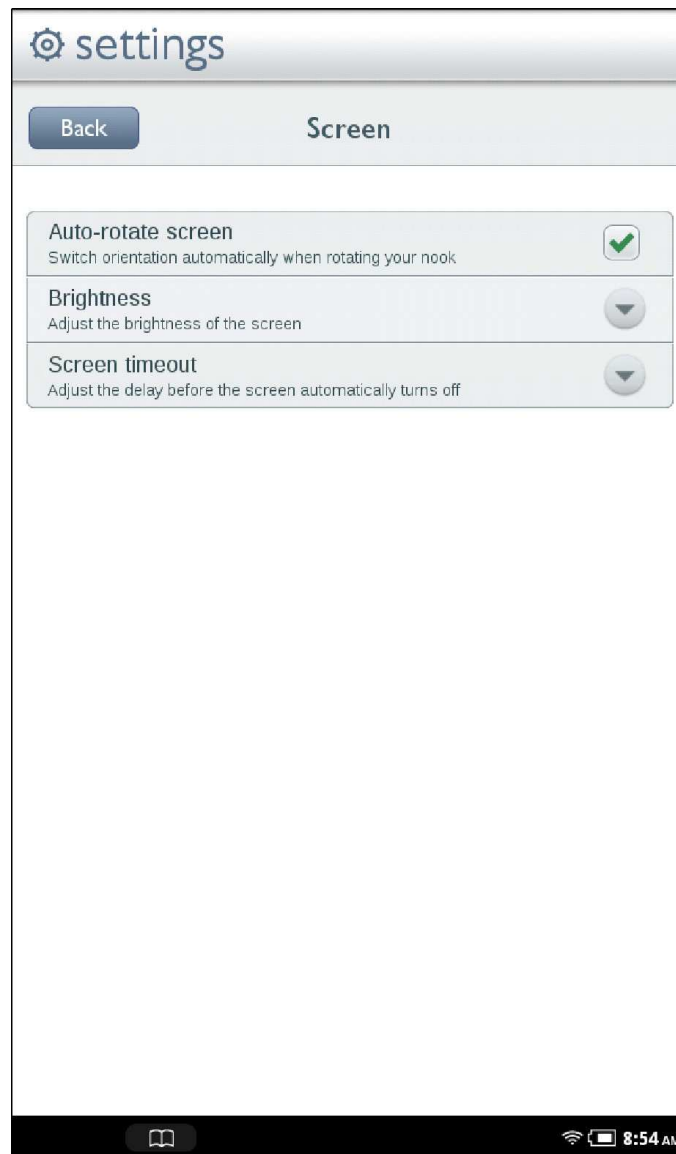 settings
Back
Screen
Auto-rotate screen
Switch orientation automatically when rotating your nook
Brightness
Adjust the brightness of the screen
Screen timeout
Adjust the delay before the screen automatically turns off
8:54 AM